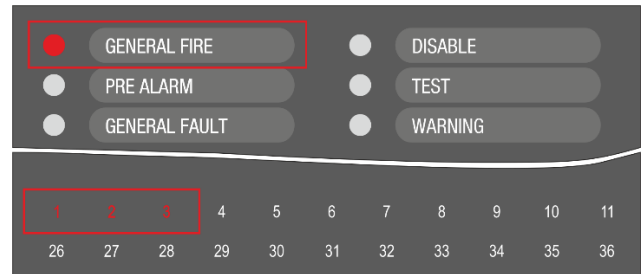 GENERAL FIRE DISABLE
PRE ALARM TEST
GENERAL FAULT WARNING
1 2 3 4 5 6 7 8 9 10 11
26 27 28 29 30 31 32 33 34 35 36